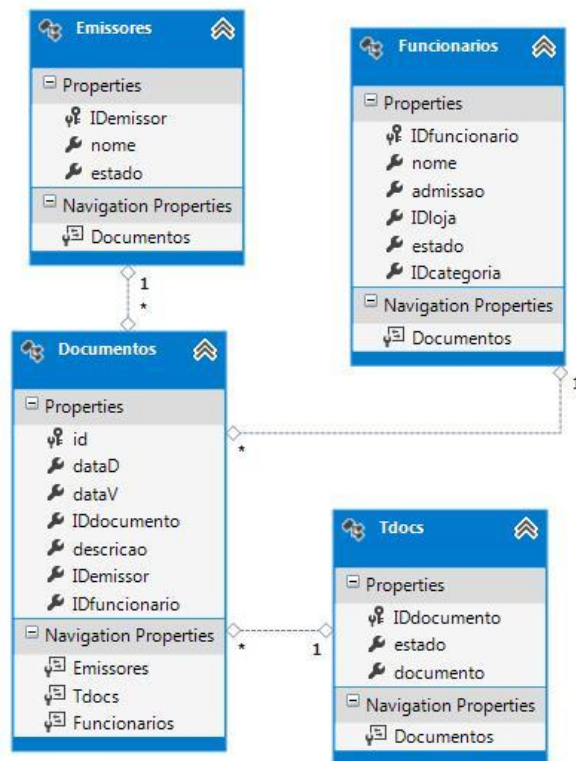 Emissores
Properties
IDemissor
nome
estado
Navigation Properties
Documentos
1
*
Funcionarios
Properties
IDfuncionario
nome
admissao
IDloja
estado
IDcategoria
Navigation Properties
Documentos
1
*
Documentos
Properties
id
dataD
dataV
IDdocumento
descricao
IDemissor
IDfuncionario
Navigation Properties
Emissores
Tdocs
Funcionarios
*
1
Tdocs
Properties
IDdocumento
estado
documento
Navigation Properties
Documentos